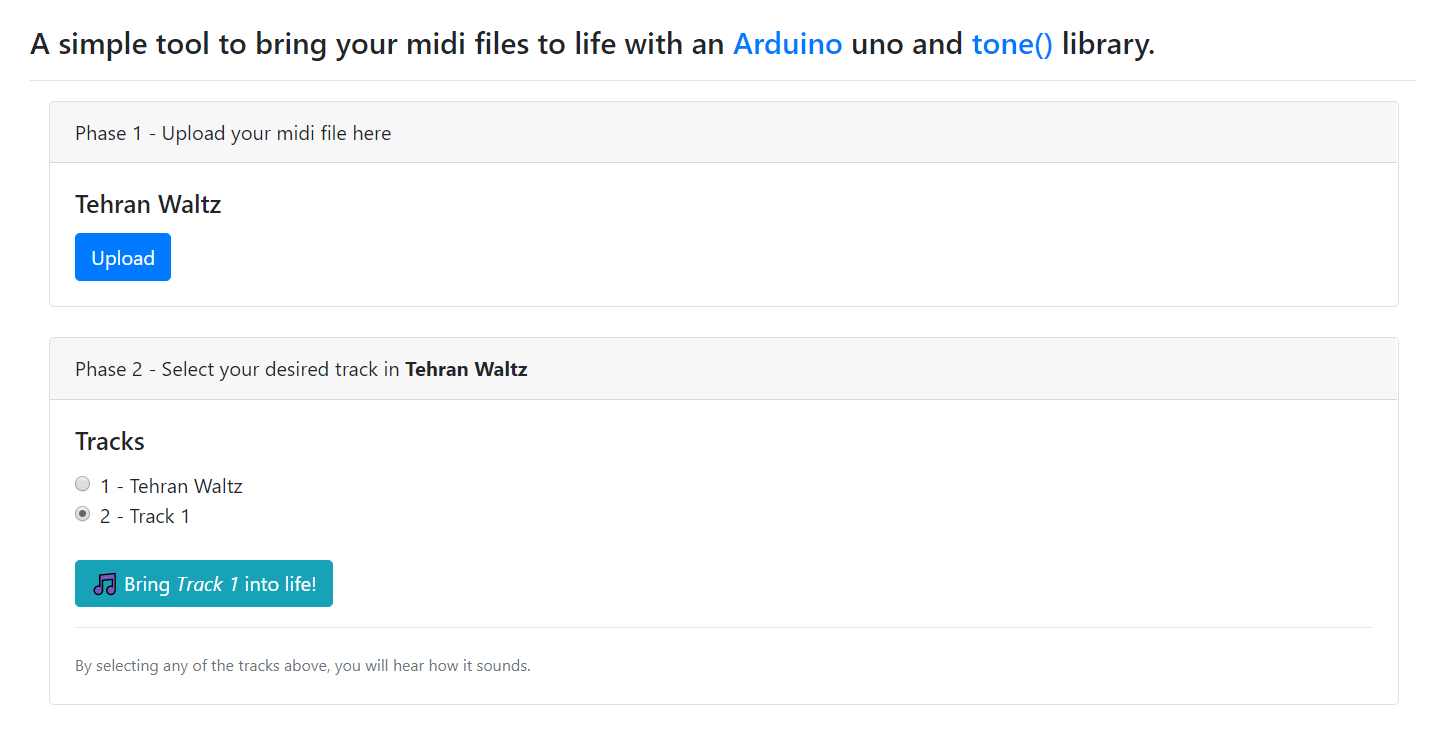 A simple tool to bring your midi files to life with an Arduino uno and tone() library.
Phase 1 - Upload your midi file here
Tehran Waltz
Upload
Phase 2 - Select your desired track in Tehran Waltz
Tracks
1 - Tehran Waltz
2 - Track 1
Bring Track 1 into life!
By selecting any of the tracks above, you will hear how it sounds.